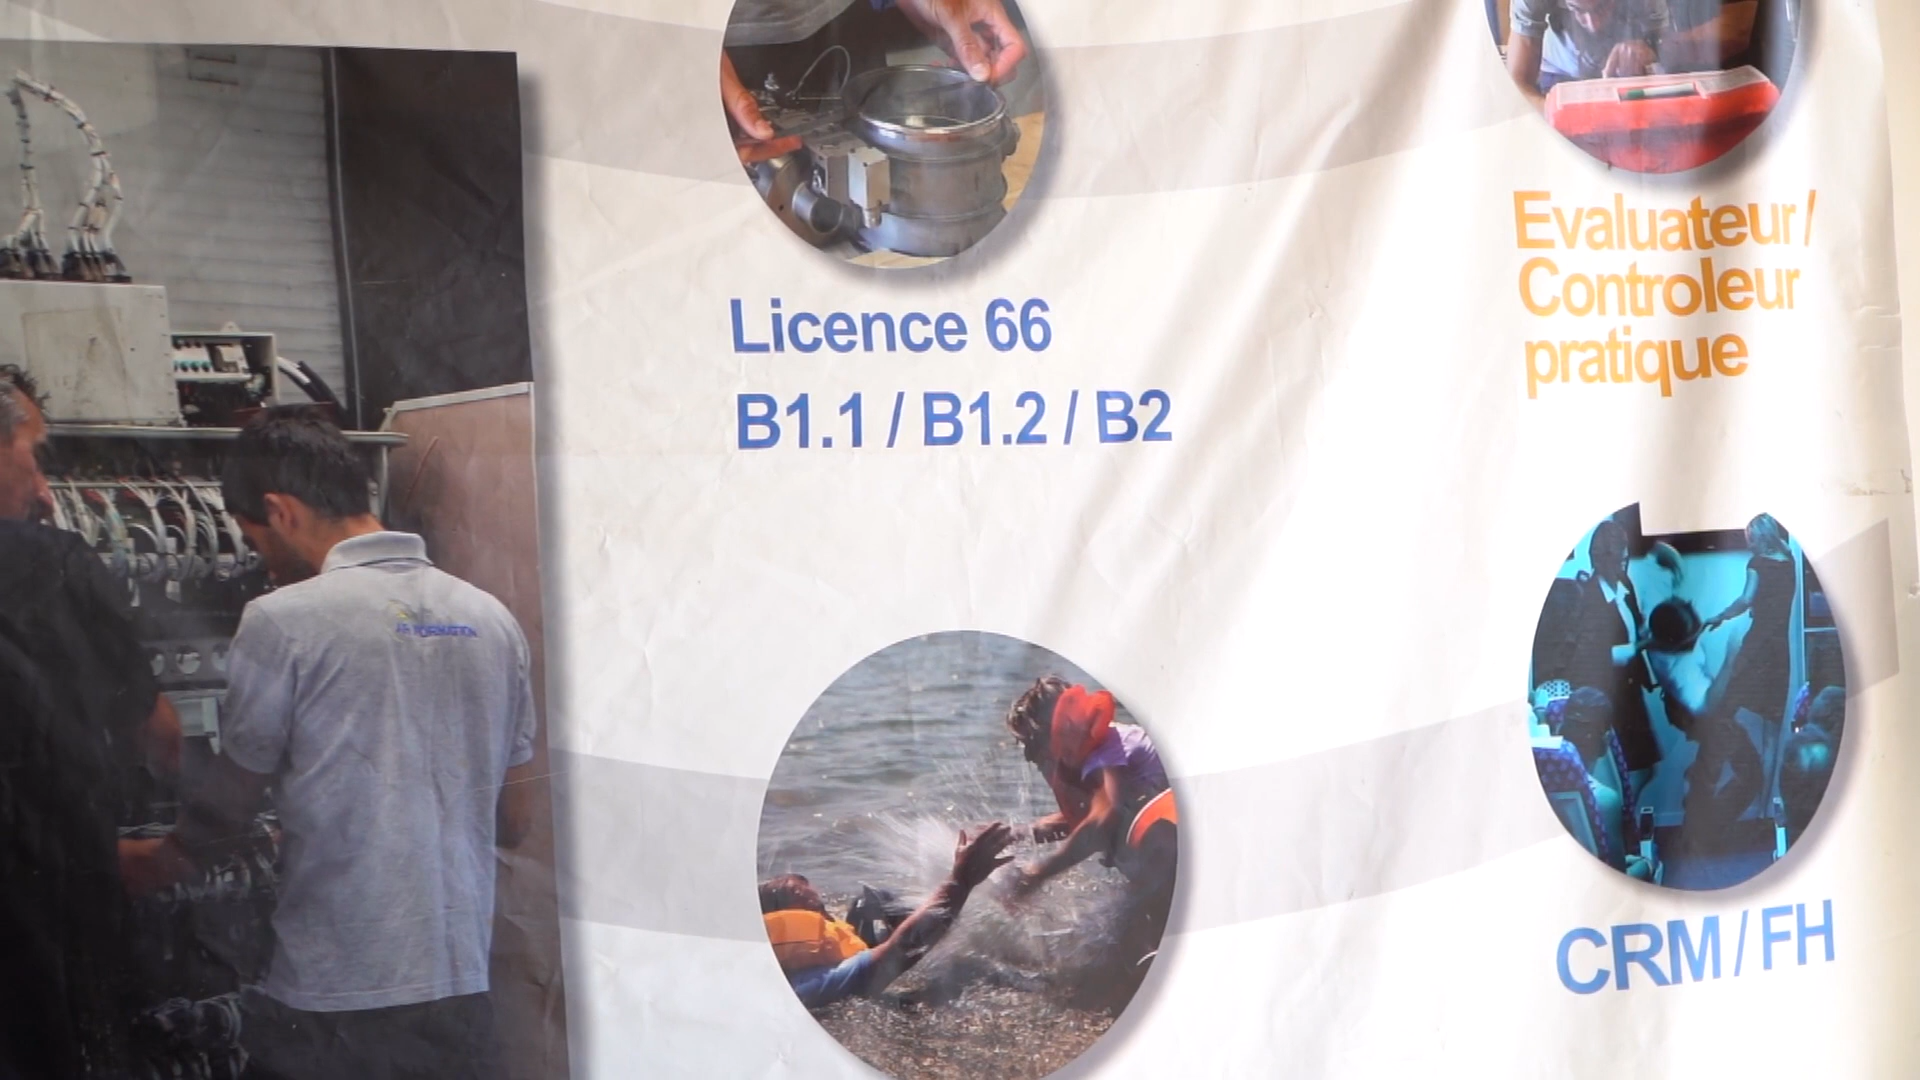 Licence 66
B1.1 / B1.2 / B2
Evaluateur /
Controleur
pratique
CRM / FH